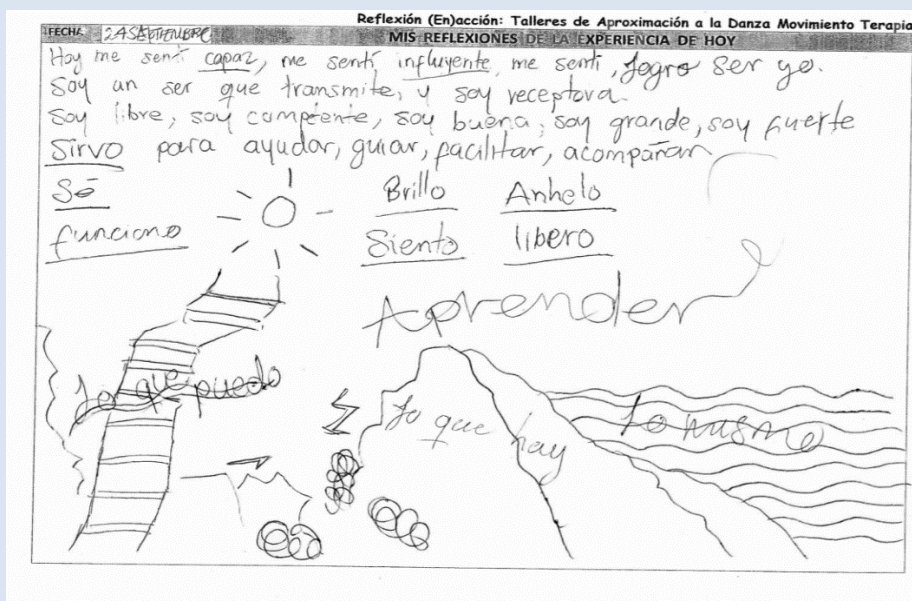 Reflexión (En)acción: Talleres de Aproximación a la Danza Movimiento Terapia
FECHA 24 SEPTIEMBRE
MIS REFLEXIONES DE LA EXPERIENCIA DE HOY
Hoy me sentí capaz, me sentí influyente, me sentí, logro ser yo.
Soy un ser que transmite, y soy receptora.
Soy libre, soy competente, soy buena, soy grande, soy fuerte
Sirvo para ayudar, guiar, facilitar, acompañar
Sé Brillo Anhelo
funciono Siento libero
Aprender
Lo que puedo
Lo que hay
Lo mismo